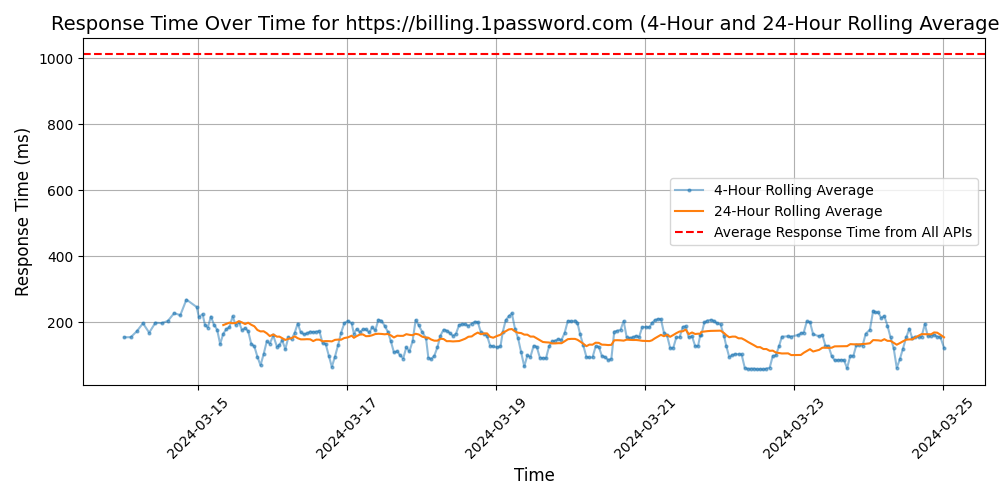 Response Time Over Time for https://billing.1password.com (4-Hour and 24-Hour Rolling Average
Response Time (ms)
1000
800
600
400
200
4-Hour Rolling Average
24-Hour Rolling Average
Average Response Time from All APIs
2024-03-15
2024-03-17
2024-03-19
2024-03-21
2024-03-23
2024-03-25
Time